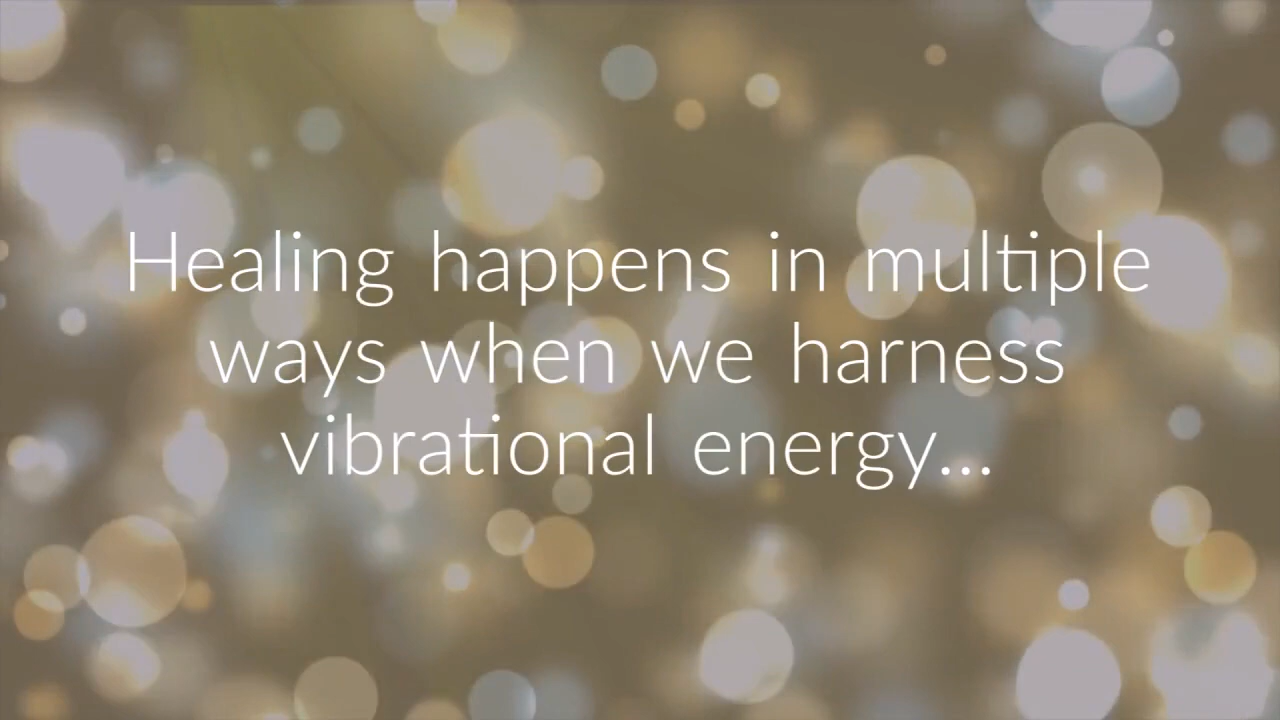 Healing happens in multiple
ways when we harness
vibrational energy...